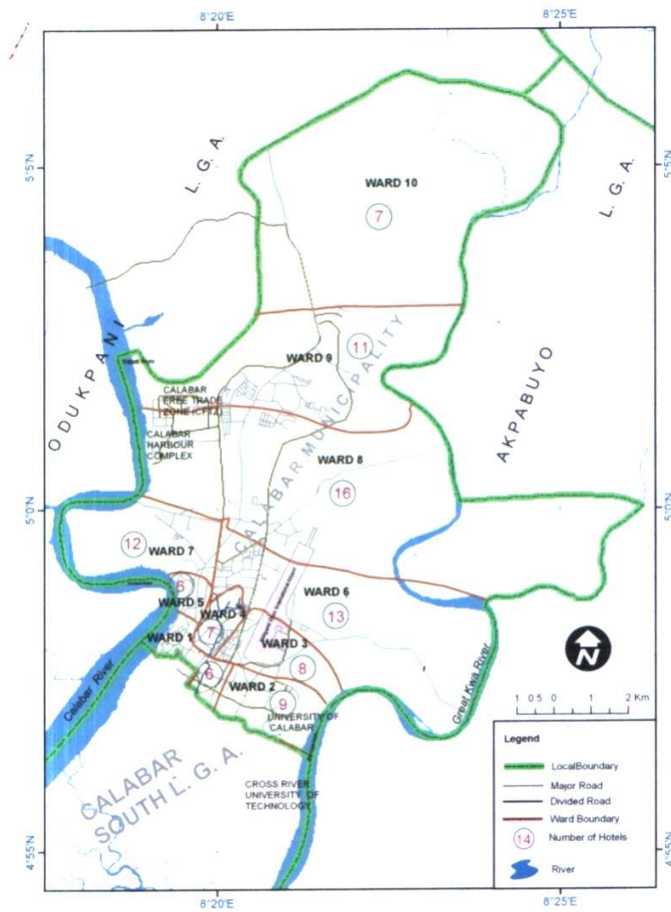 8°20'E
8°25'E
5°5'N
5°5'N
L. G. A.
L. G. A.
WARD 10
7
ODUKPANI
AKPABUYO
CALABAR MUNICIPALITY
11
WARD 9
CALABAR
FREE TRADE
ZONE (CFTZ)
CALABAR
HARBOUR
COMPLEX
WARD 8
16
5°0'N
5°0'N
12
WARD 7
6
WARD 5
WARD 4
7
WARD 6
13
WARD 1
WARD 3
8
6
WARD 2
9
UNIVERSITY OF
CALABAR
Calabar River
Great Kwa River
CALABAR
SOUTH L. G. A.
CROSS RIVER
UNIVERSITY OF
TECHNOLOGY
N
1 0 5 0 1 2 Km
Legend
LocalBoundary
Major Road
Divided Road
Ward Boundary
14
Number of Hotels
River
4°55'N
4°55'N
8°20'E
8°25'E